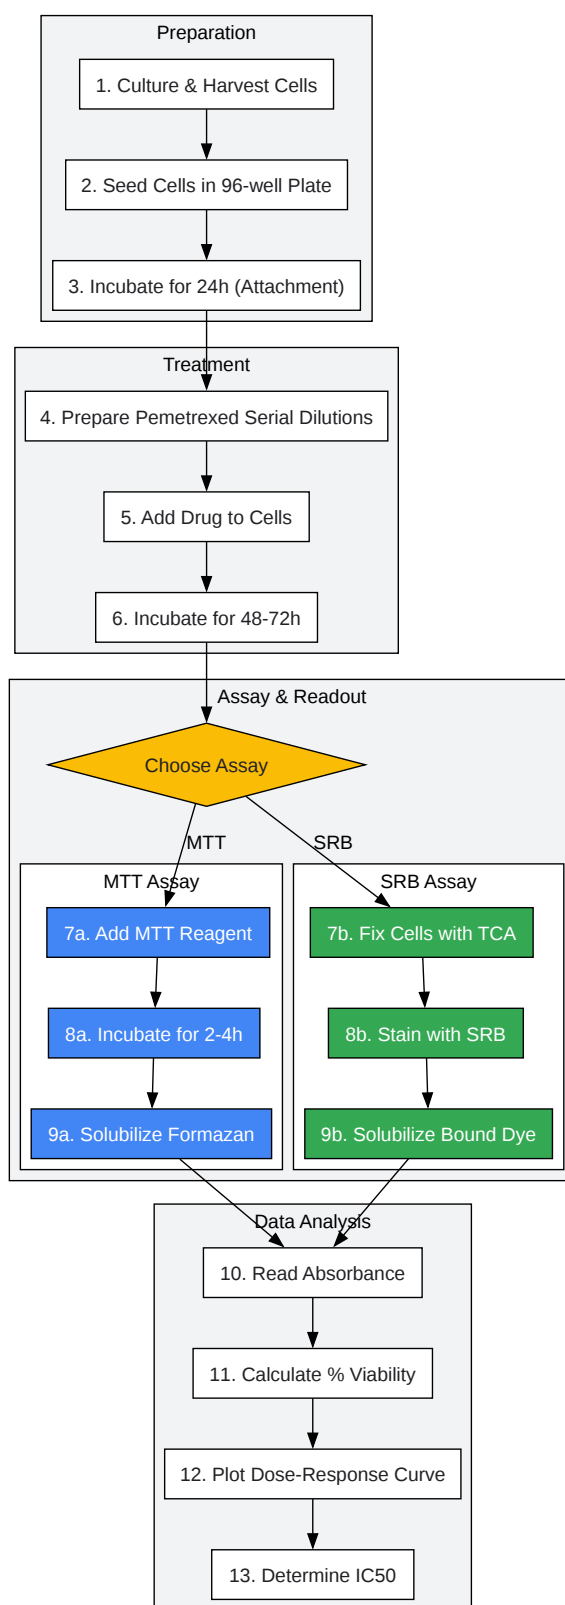 Preparation
1. Culture & Harvest Cells
2. Seed Cells in 96-well Plate
3. Incubate for 24h (Attachment)
Treatment
4. Prepare Pemetrexed Serial Dilutions
5. Add Drug to Cells
6. Incubate for 48-72h
Assay & Readout
Choose Assay
MTT
SRB
MTT Assay
7a. Add MTT Reagent
8a. Incubate for 2-4h
9a. Solubilize Formazan
SRB Assay
7b. Fix Cells with TCA
8b. Stain with SRB
9b. Solubilize Bound Dye
Data Analysis
10. Read Absorbance
11. Calculate % Viability
12. Plot Dose-Response Curve
13. Determine IC50